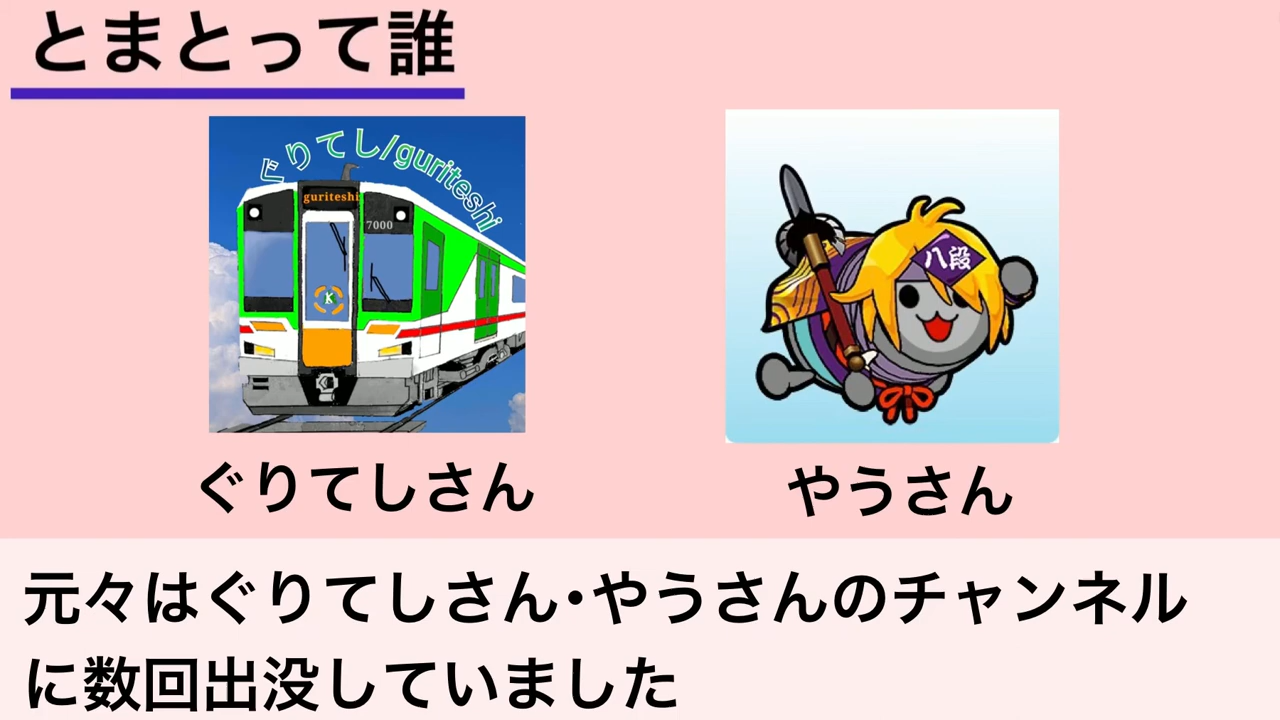 とまとって誰
ぐりてし/guriteshi
guriteshi
7000
K
八段
ぐりてしさん
やうさん
元々はぐりてしさん・やうさんのチャンネル
に数回出没していました